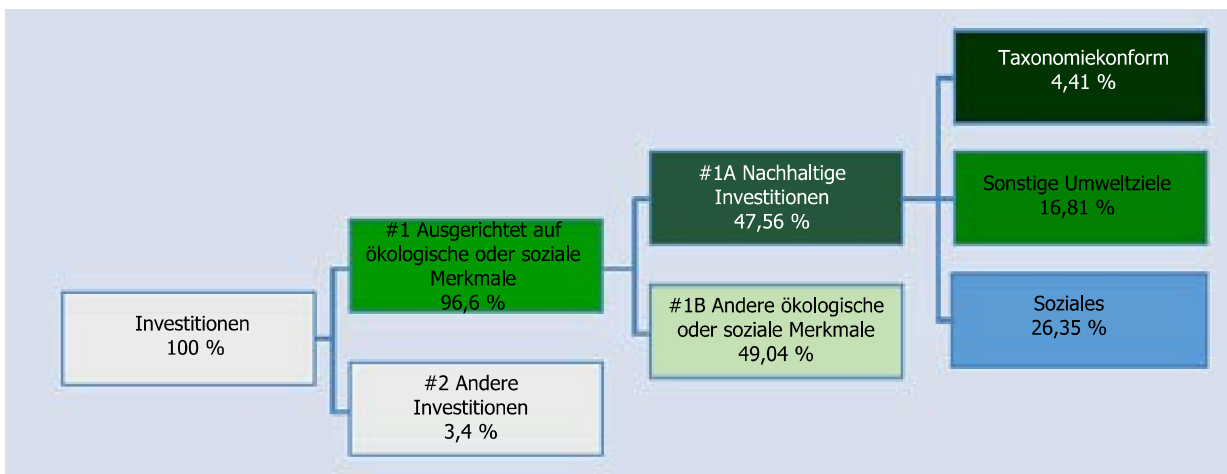 Investitionen
100 %
#1 Ausgerichtet auf
ökologische oder soziale
Merkmale
96,6 %
#2 Andere
Investitionen
3,4 %
#1A Nachhaltige
Investitionen
47,56 %
#1B Andere ökologische
oder soziale Merkmale
49,04 %
Taxonomiekonform
4,41 %
Sonstige Umweltziele
16,81 %
Soziales
26,35 %